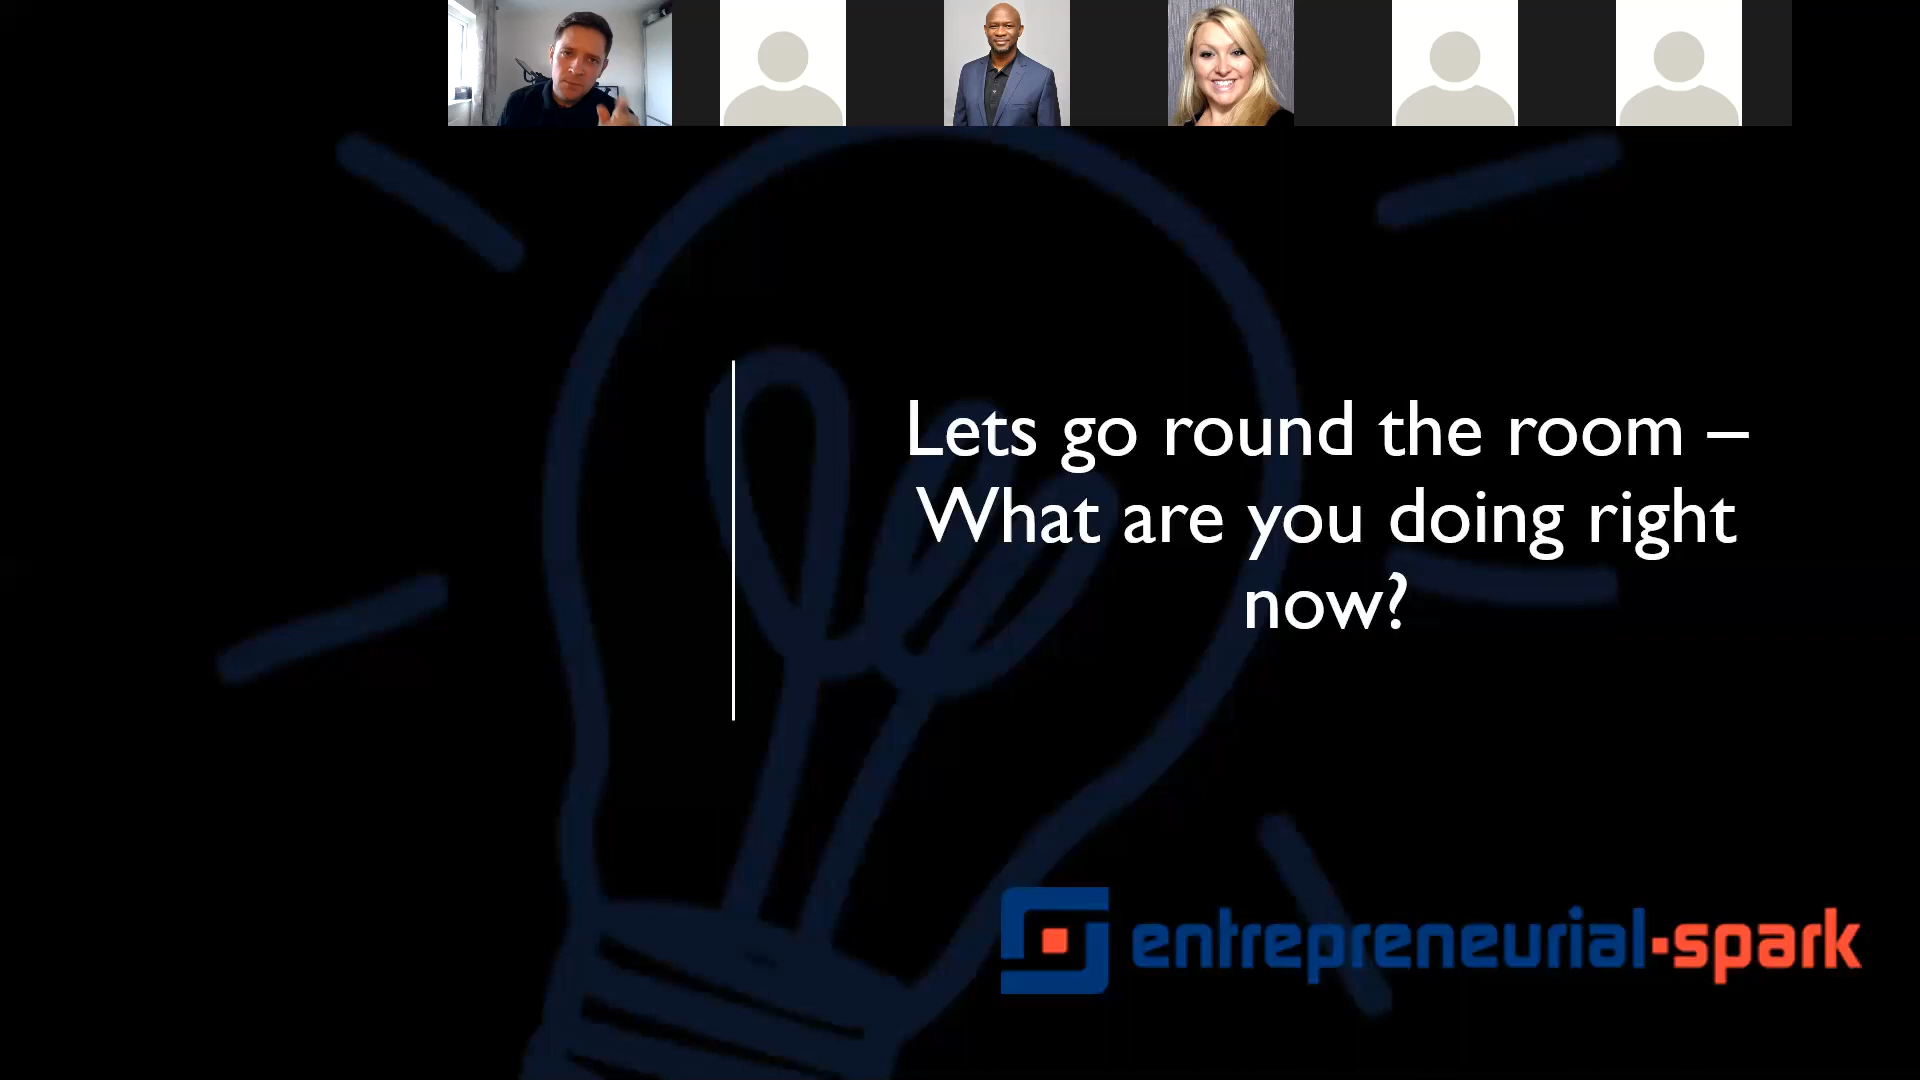 Lets go round the room –
What are you doing right
now?
entrepreneurial·spark